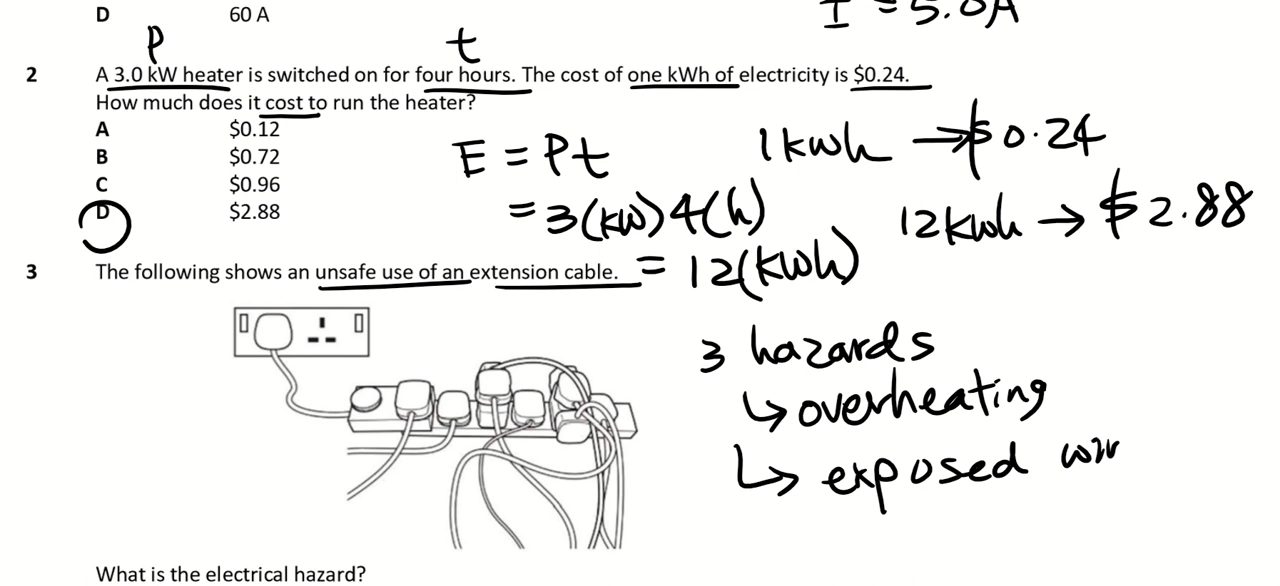 D 60 A
I = 5.0A
P
t
2 A 3.0 kW heater is switched on for four hours. The cost of one kWh of electricity is $0.24.
How much does it cost to run the heater?
A $0.12
B $0.72
C $0.96
D $2.88
E = Pt
= 3(kW)4(h)
= 12(kWh)
1kWh → $0.24
12kWh → $2.88
3 The following shows an unsafe use of an extension cable.
3 hazards
↳ overheating
↳ exposed
What is the electrical hazard?